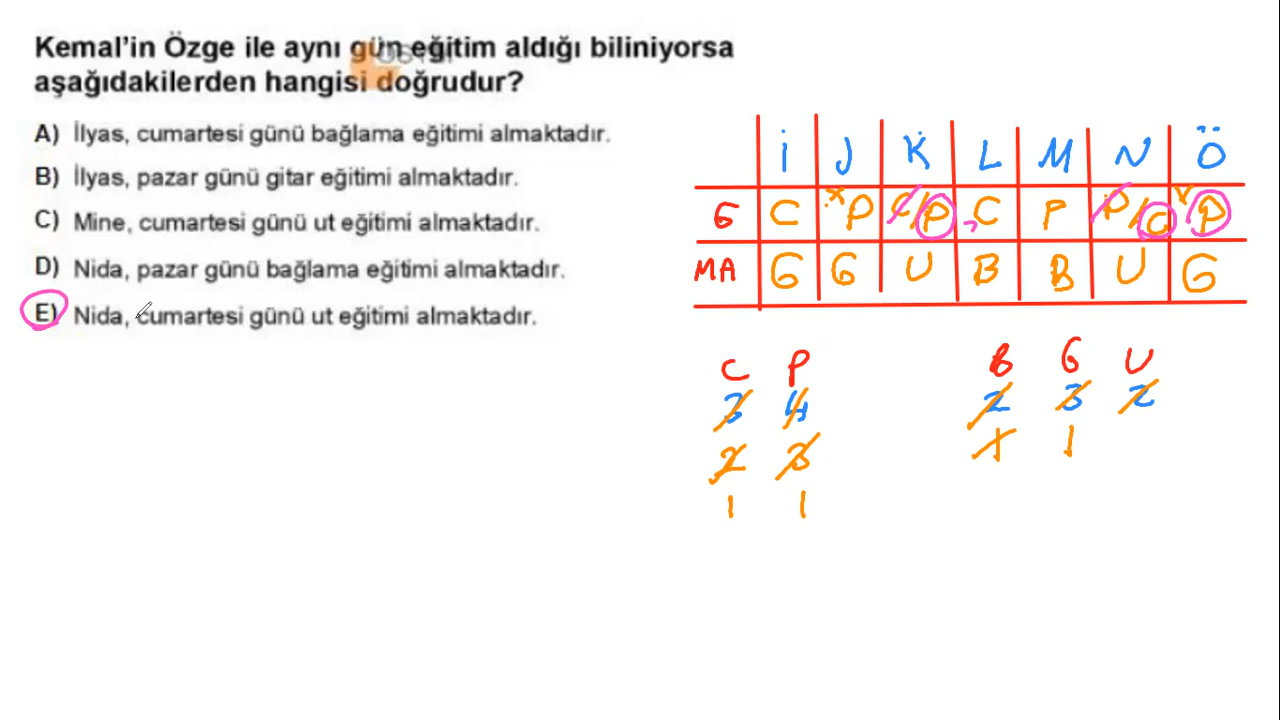 Kemal'in Özge ile aynı gün eğitim aldığı biliniyorsa
aşağıdakilerden hangisi doğrudur?
A) İlyas, cumartesi günü bağlama eğitimi almaktadır.
B) İlyas, pazar günü gitar eğitimi almaktadır.
C) Mine, cumartesi günü ut eğitimi almaktadır.
D) Nida, pazar günü bağlama eğitimi almaktadır.
E) Nida, cumartesi günü ut eğitimi almaktadır.
İ J K L M N Ö
G C P C/P C P P/C P
MA G G U B B U G
C P B G U
3 4 2 3 2
2 3 1 1
1 1